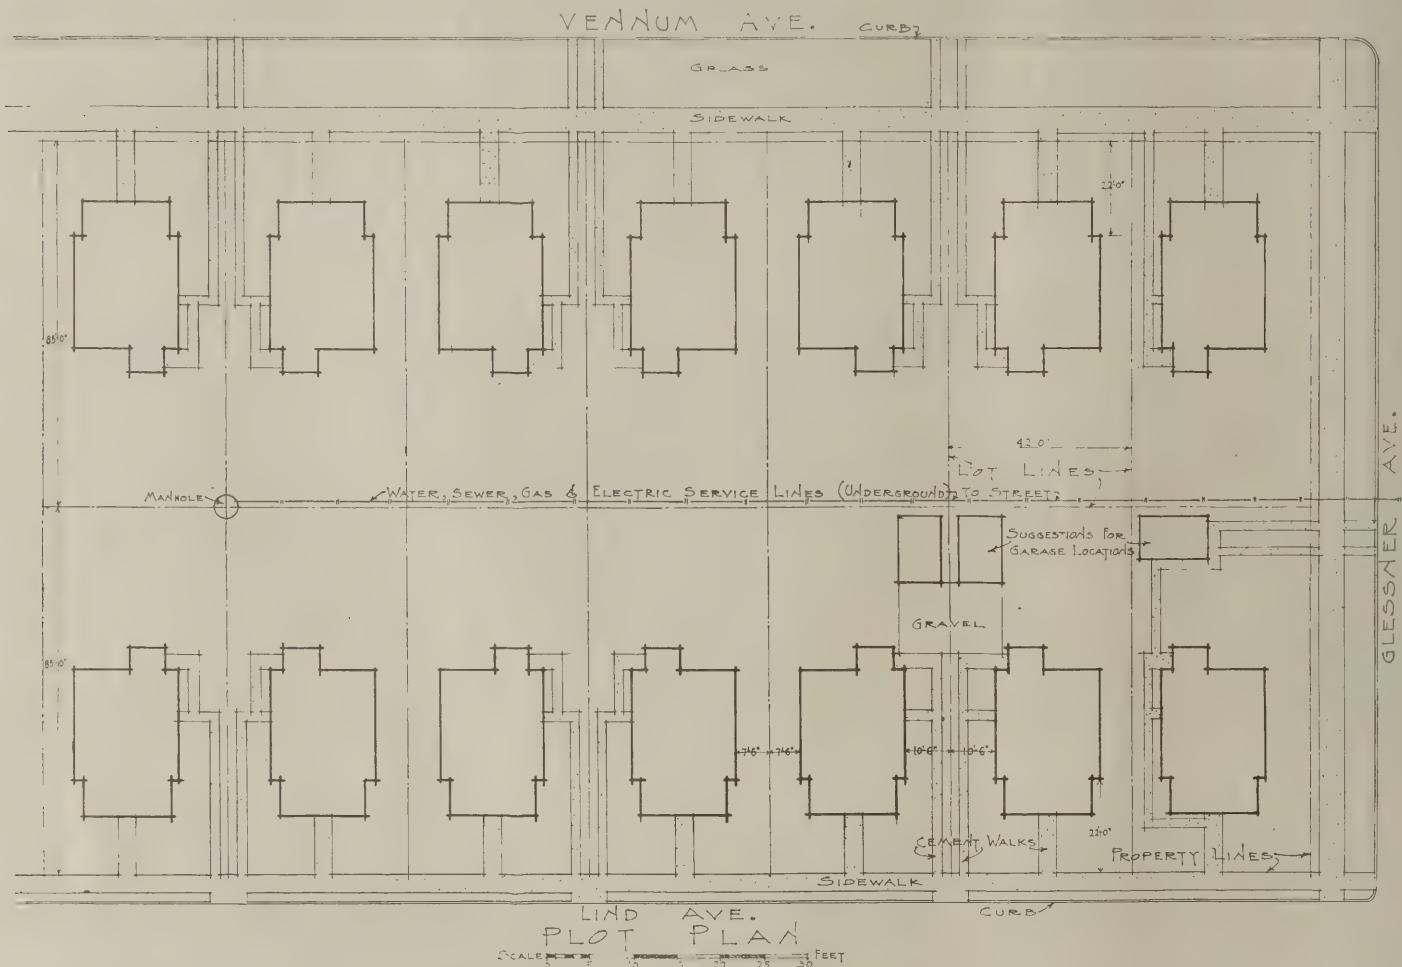 VENNUM AVE.
CURB
GRASS
SIDEWALK
22'-0"
85'-0"
42'-0"
LOT LINES
MANHOLE
WATER, SEWER, GAS & ELECTRIC SERVICE LINES (UNDERGROUND) TO STREET
SUGGESTIONS FOR
GARAGE LOCATIONS
GLESSNER AVE.
GRAVEL
85'-0"
7'-6" 7'-6" 10'-6" 10'-6"
22'-0"
CEMENT WALKS
PROPERTY LINES
SIDEWALK
LIND AVE.
CURB
PLOT PLAN
SCALE FEET